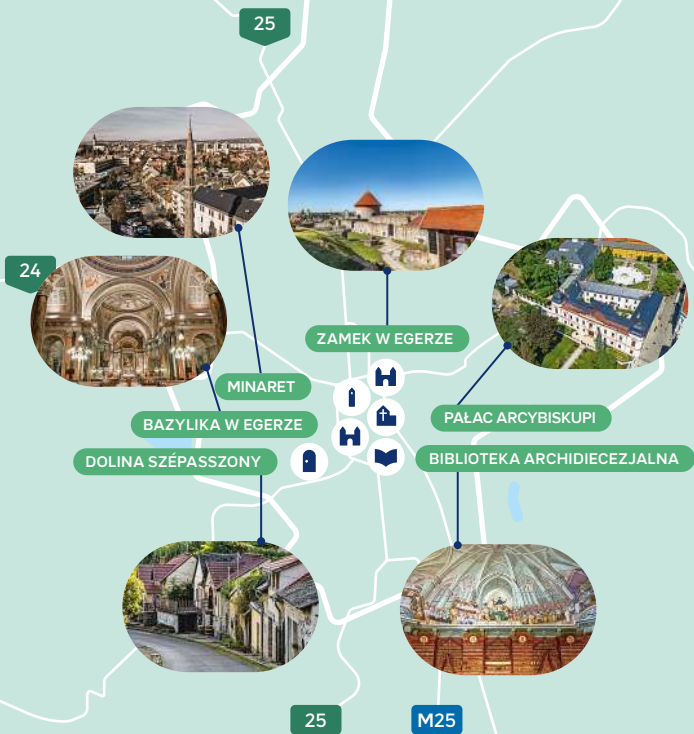 25
24
ZAMEK W EGERZE
MINARET
BAZYLIKA W EGERZE
PAŁAC ARCYBISKUPI
DOLINA SZÉPASSZONY
BIBLIOTEKA ARCHIDIECEZJALNA
25
M25